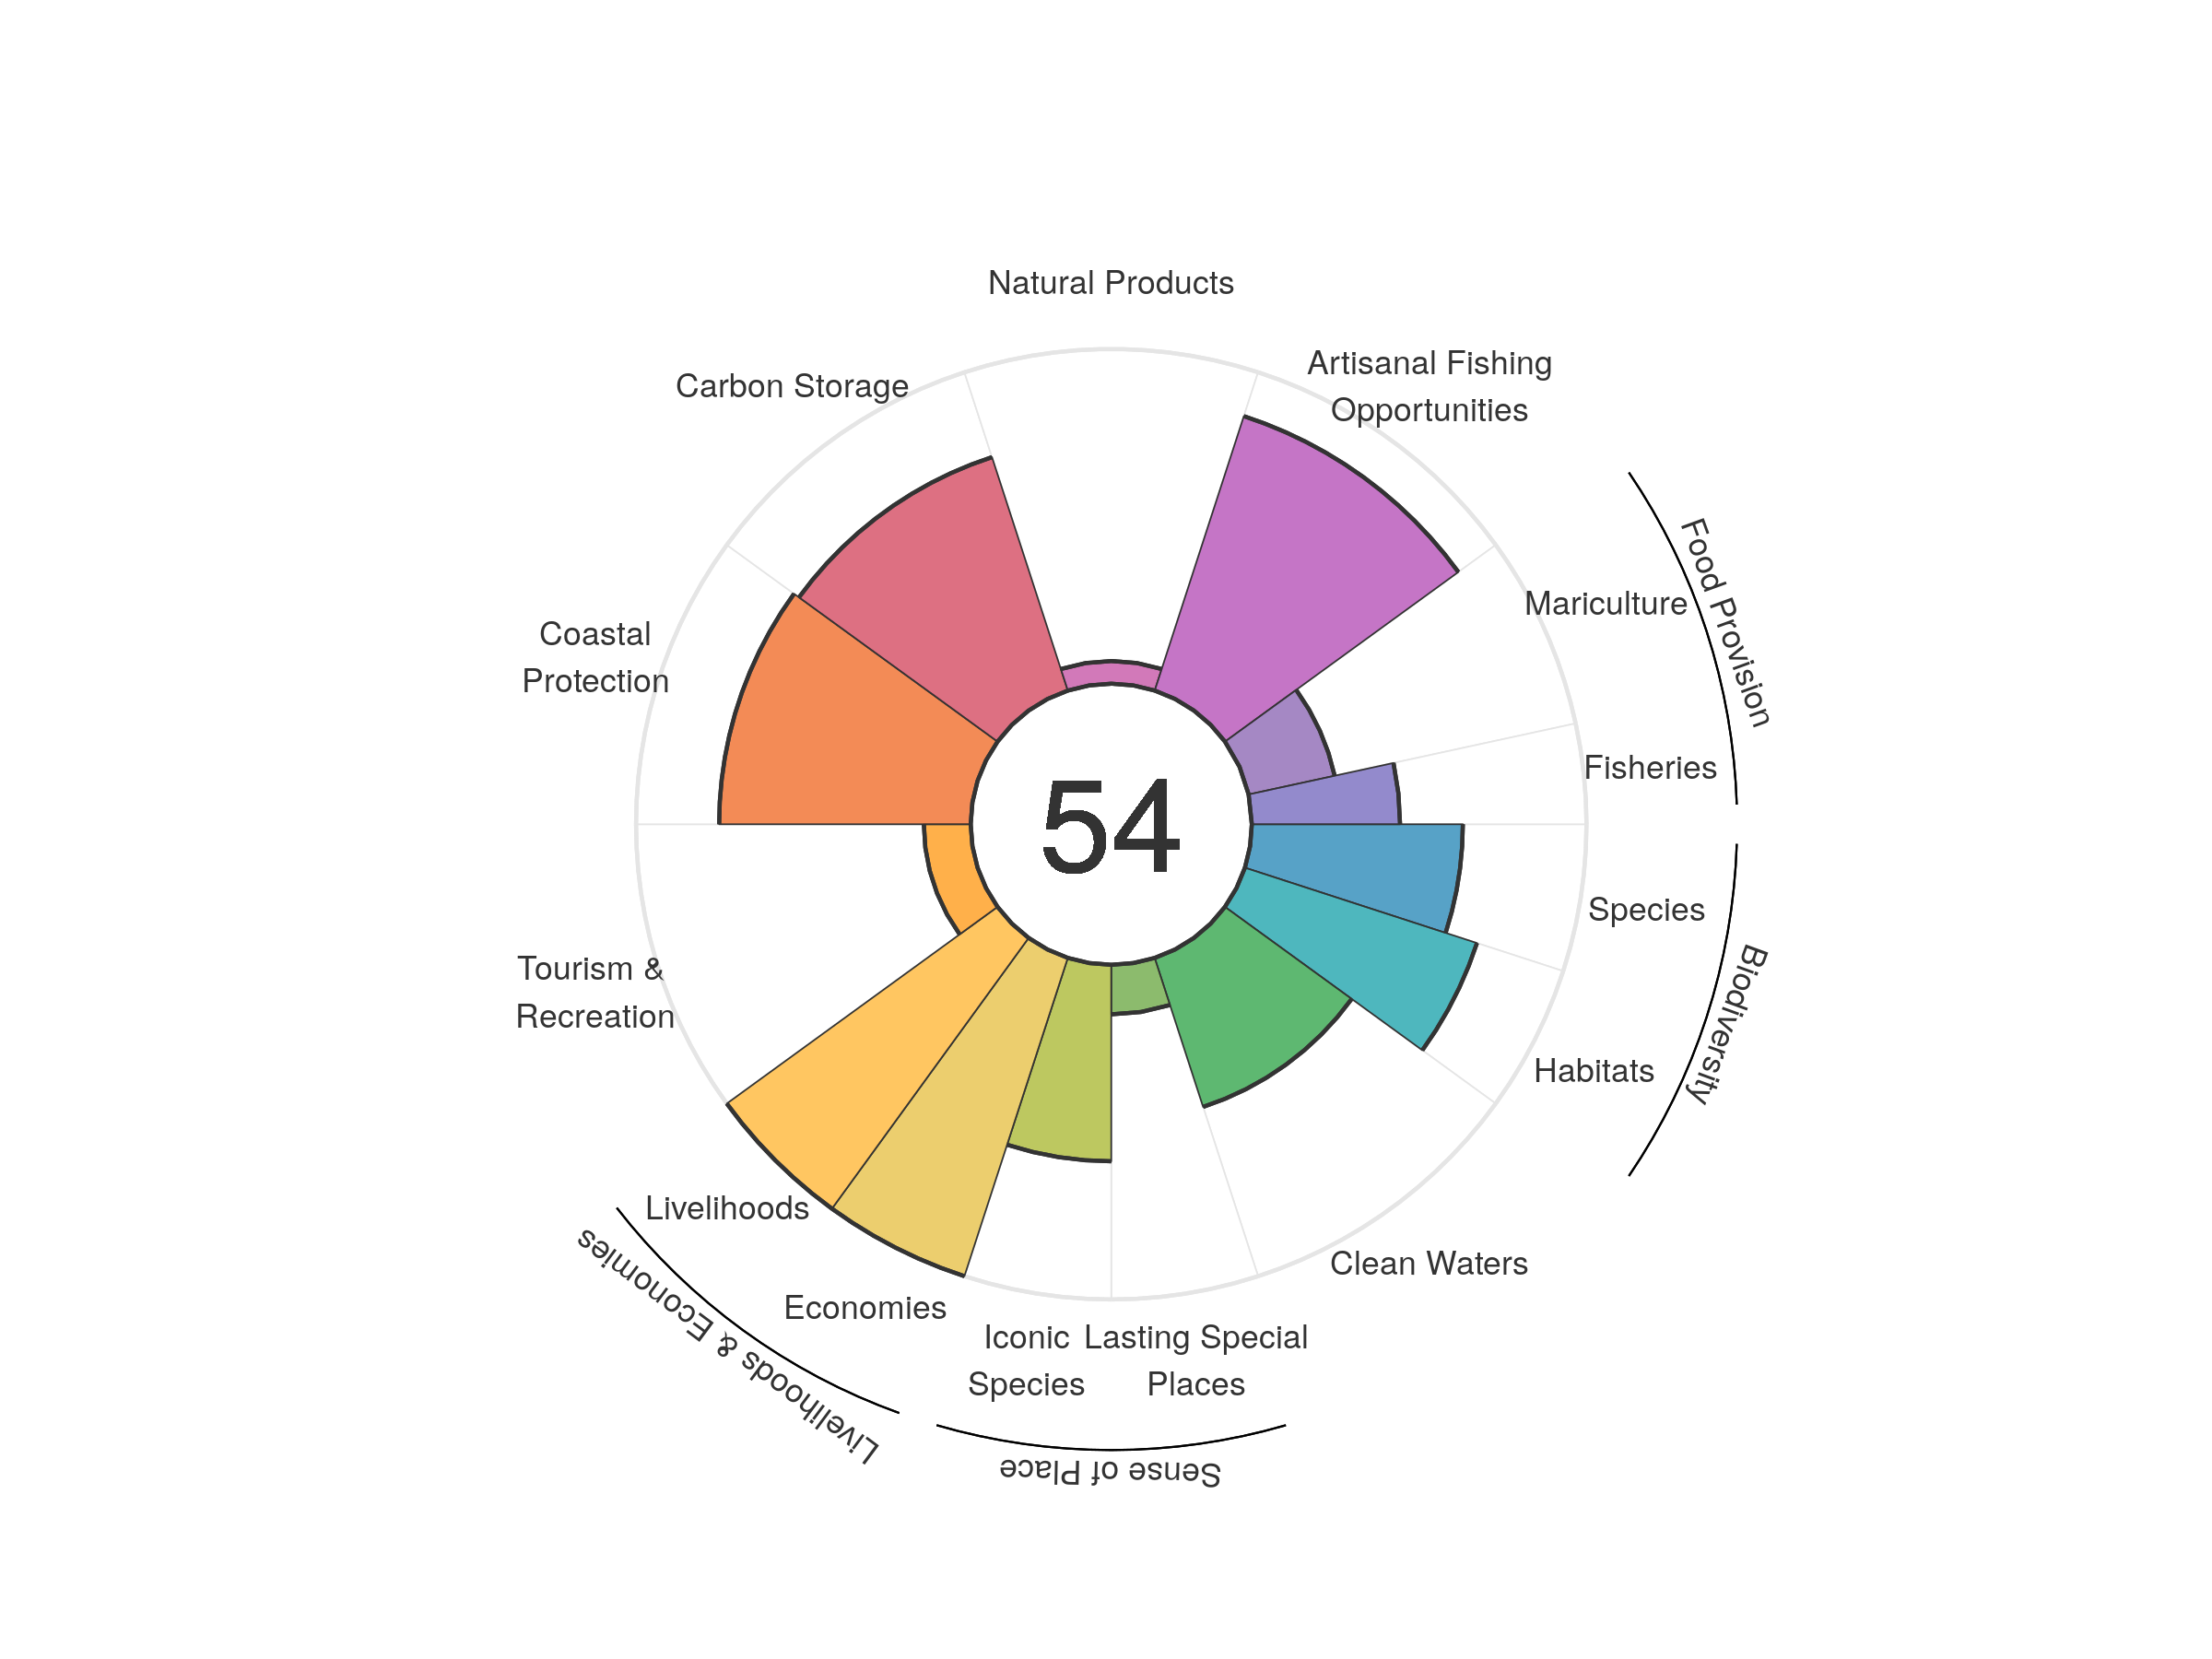 Natural Products
Artisanal Fishing
Opportunities
Carbon Storage
Food Provision
Mariculture
Coastal
Protection
Fisheries
54
Species
Biodiversity
Tourism &
Recreation
Habitats
Livelihoods
Clean Waters
Livelihoods & Economies
Economies
Iconic
Species
Lasting Special
Places
Sense of Place